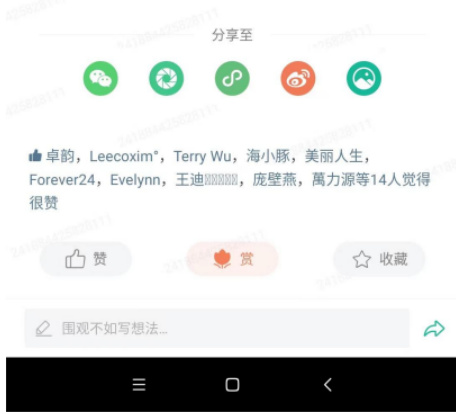 分享至
卓韵，Leecoxim°，Terry Wu，海小豚，美丽人生，
Forever24，Evelynn，王迪，庞壁燕，萬力源等14人觉得
很赞
赞
赏
收藏
围观不如写想法...